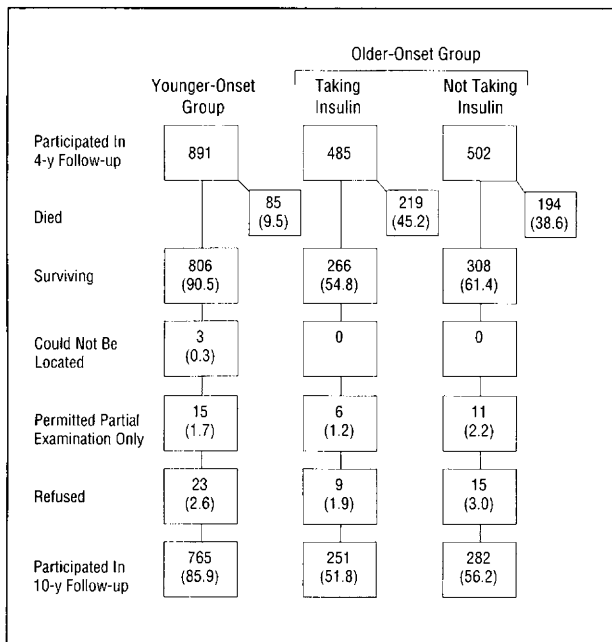 Older-Onset Group
Younger-Onset Taking Not Taking
Group Insulin Insulin
Participated In
4-y Follow-up
891 485 502
Died
85 219 194
(9.5) (45.2) (38.6)
Surviving
806 266 308
(90.5) (54.8) (61.4)
Could Not Be
Located
3 0 0
(0.3)
Permitted Partial
Examination Only
15 6 11
(1.7) (1.2) (2.2)
Refused
23 9 15
(2.6) (1.9) (3.0)
Participated In
10-y Follow-up
765 251 282
(85.9) (51.8) (56.2)